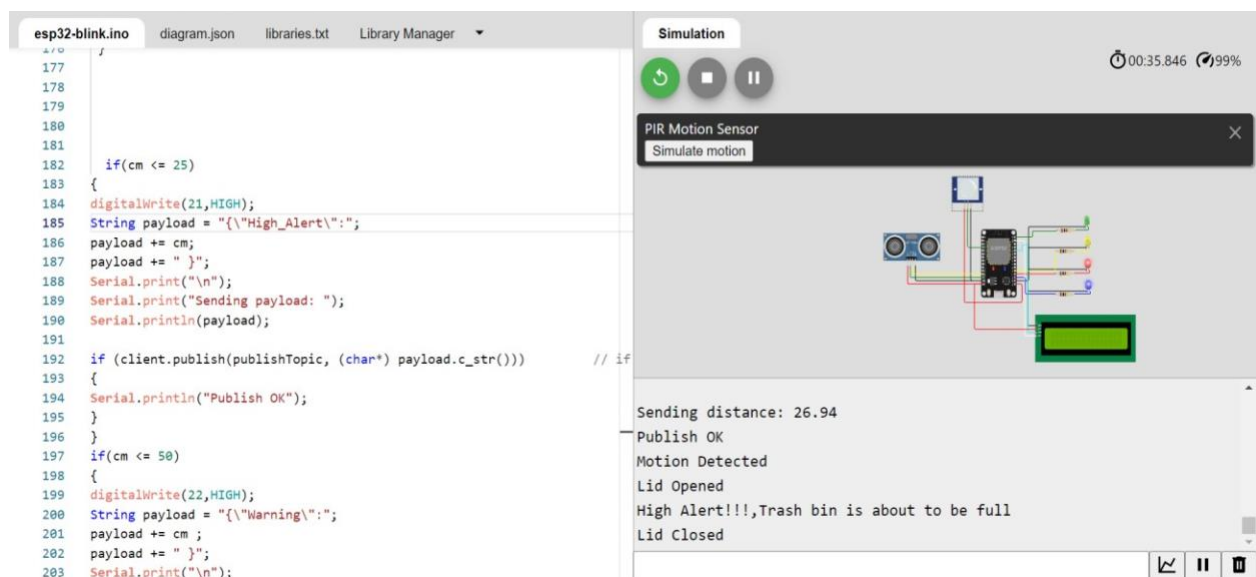 esp32-blink.ino diagram.json libraries.txt Library Manager
176 }
177
178
179
180
181
182 if(cm <= 25)
183 {
184 digitalWrite(21,HIGH);
185 String payload = "{\"High_Alert\":";
186 payload += cm;
187 payload += " }";
188 Serial.print("\n");
189 Serial.print("Sending payload: ");
190 Serial.println(payload);
191
192 if (client.publish(publishTopic, (char*) payload.c_str())) // if
193 {
194 Serial.println("Publish OK");
195 }
196 }
197 if(cm <= 50)
198 {
199 digitalWrite(22,HIGH);
200 String payload = "{\"Warning\":";
201 payload += cm ;
202 payload += " }";
203 Serial.print("\n");
Simulation
00:35.846 99%
PIR Motion Sensor
Simulate motion
Sending distance: 26.94
Publish OK
Motion Detected
Lid Opened
High Alert!!!,Trash bin is about to be full
Lid Closed